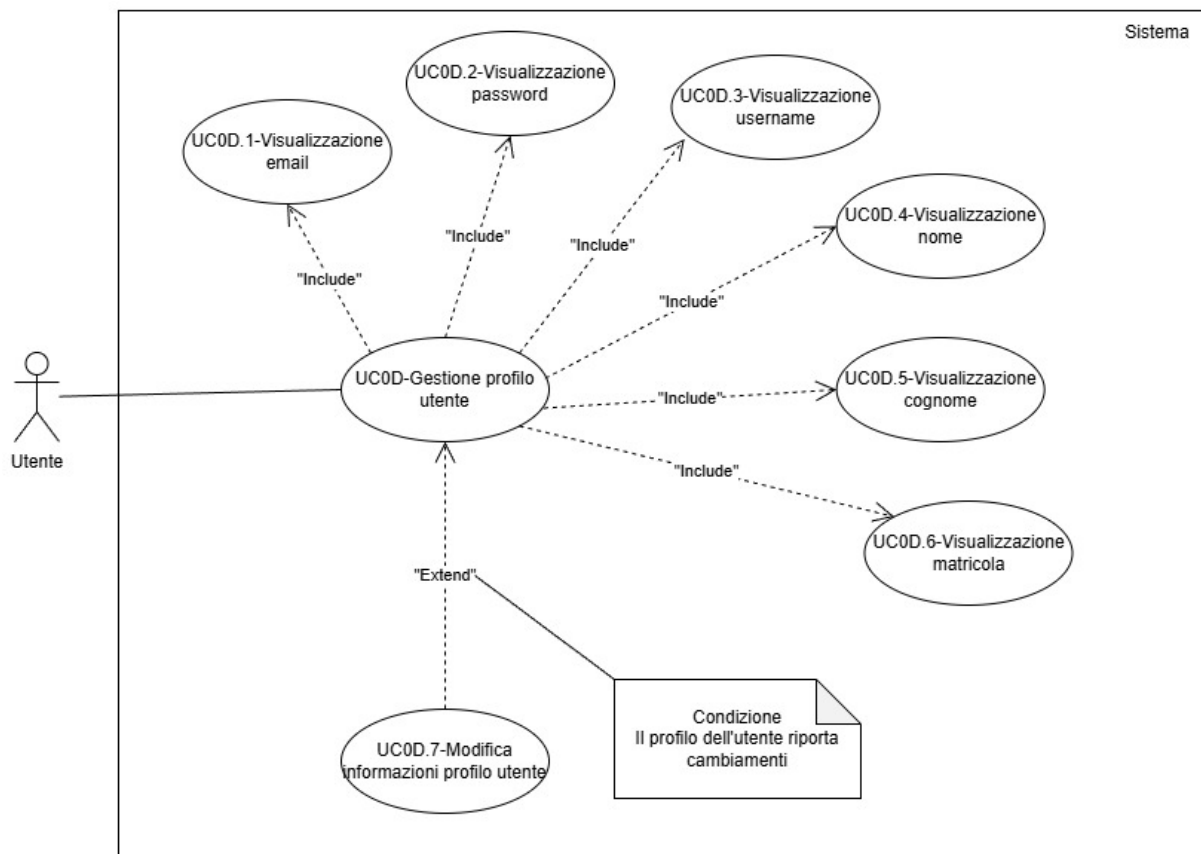 Sistema
UC0D.2-Visualizzazione
password
UC0D.3-Visualizzazione
username
UC0D.1-Visualizzazione
email
UC0D.4-Visualizzazione
nome
"Include"
"Include"
"Include"
"Include"
UC0D-Gestione profilo
utente
UC0D.5-Visualizzazione
cognome
"Include"
Utente
"Include"
UC0D.6-Visualizzazione
matricola
"Extend"
Condizione
Il profilo dell'utente riporta
cambiamenti
UC0D.7-Modifica
informazioni profilo utente